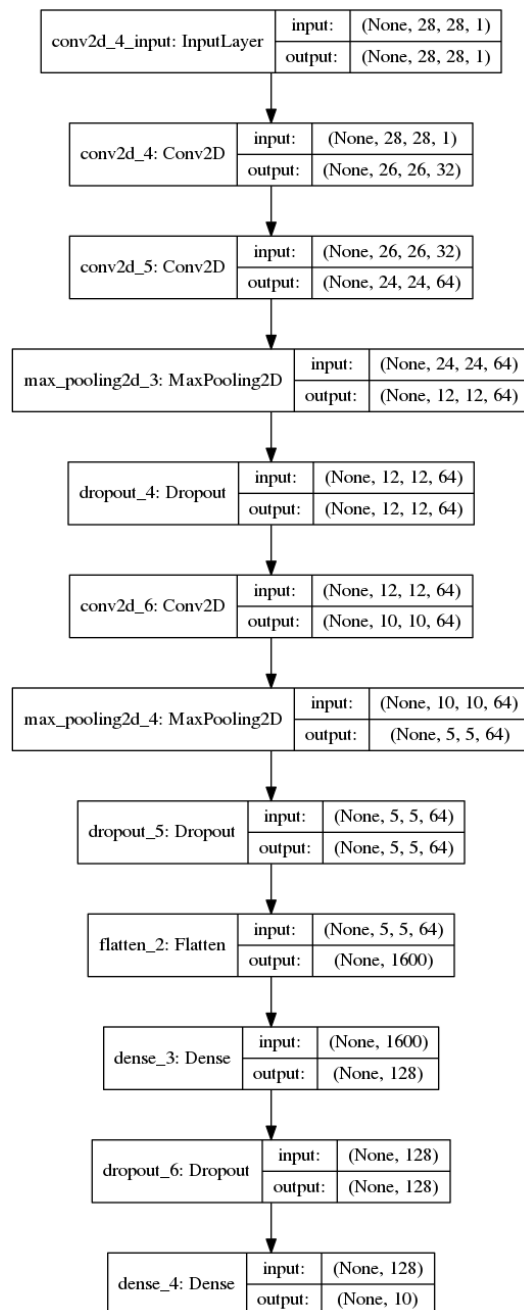 conv2d_4_input: InputLayer
input: (None, 28, 28, 1)
output: (None, 28, 28, 1)
conv2d_4: Conv2D
input: (None, 28, 28, 1)
output: (None, 26, 26, 32)
conv2d_5: Conv2D
input: (None, 26, 26, 32)
output: (None, 24, 24, 64)
max_pooling2d_3: MaxPooling2D
input: (None, 24, 24, 64)
output: (None, 12, 12, 64)
dropout_4: Dropout
input: (None, 12, 12, 64)
output: (None, 12, 12, 64)
conv2d_6: Conv2D
input: (None, 12, 12, 64)
output: (None, 10, 10, 64)
max_pooling2d_4: MaxPooling2D
input: (None, 10, 10, 64)
output: (None, 5, 5, 64)
dropout_5: Dropout
input: (None, 5, 5, 64)
output: (None, 5, 5, 64)
flatten_2: Flatten
input: (None, 5, 5, 64)
output: (None, 1600)
dense_3: Dense
input: (None, 1600)
output: (None, 128)
dropout_6: Dropout
input: (None, 128)
output: (None, 128)
dense_4: Dense
input: (None, 128)
output: (None, 10)